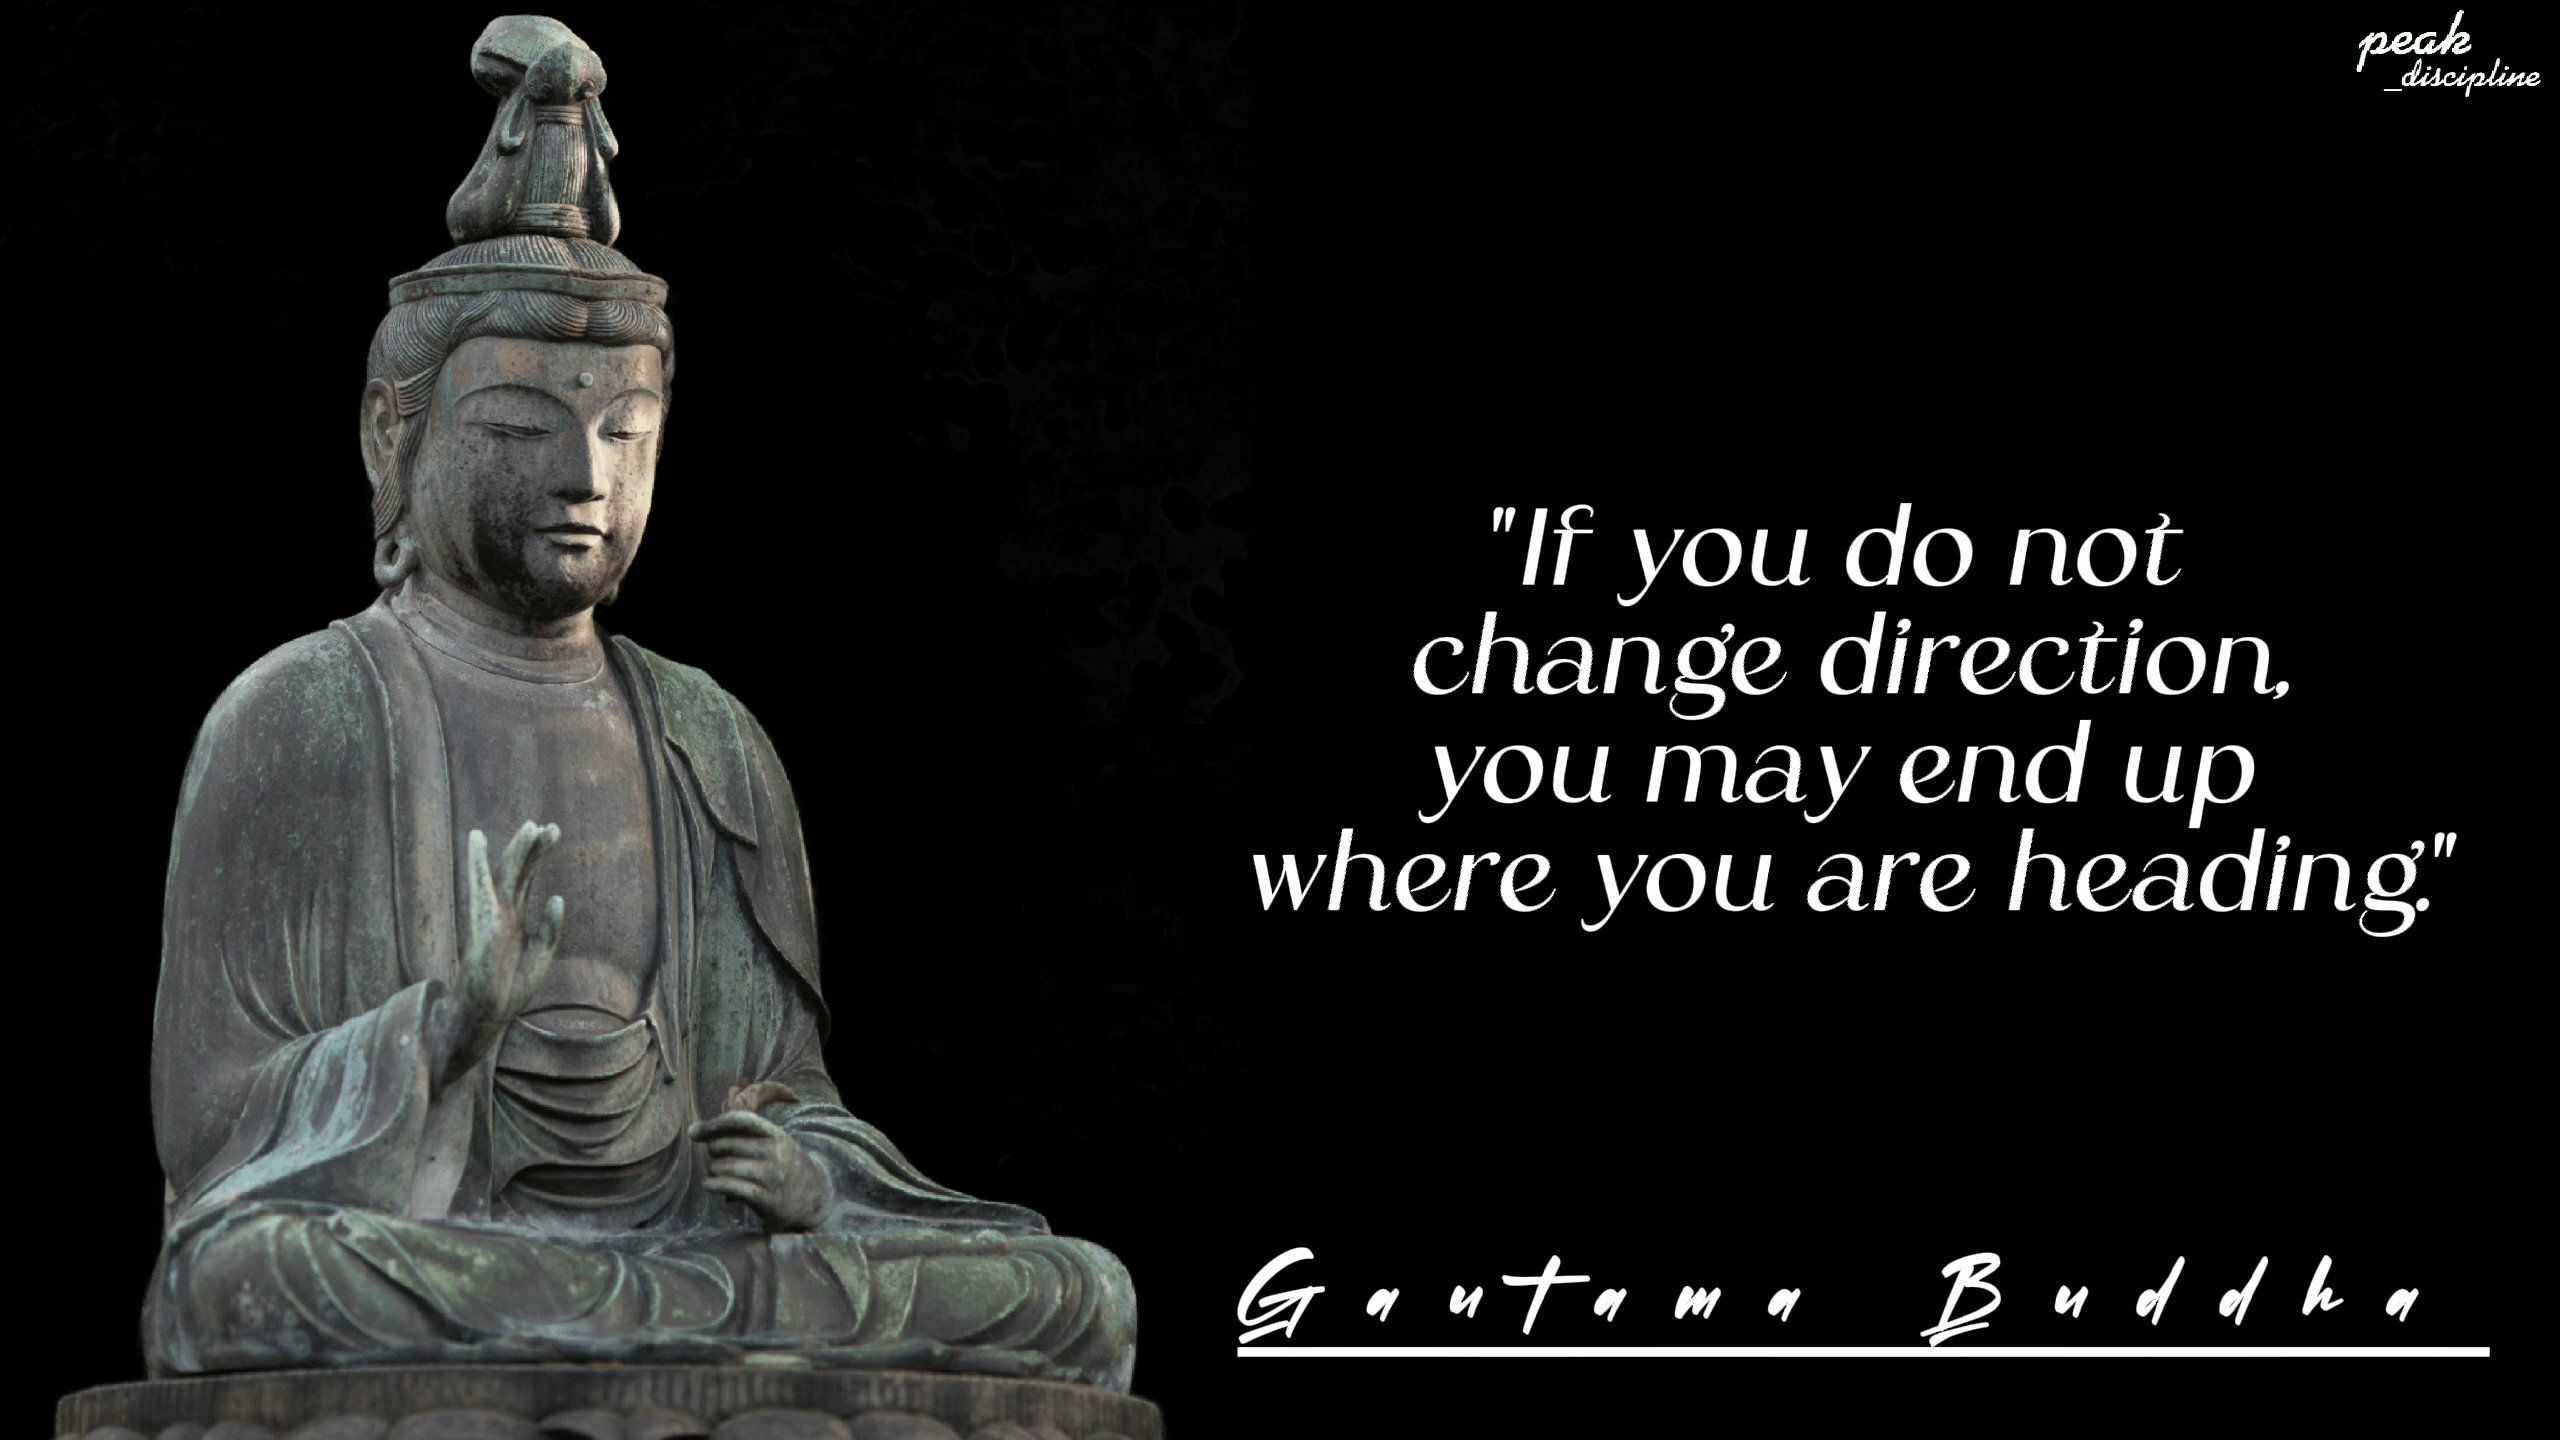 peak
_discipline
"If you do not
change direction,
you may end up
where you are heading."
Gautama Buddha